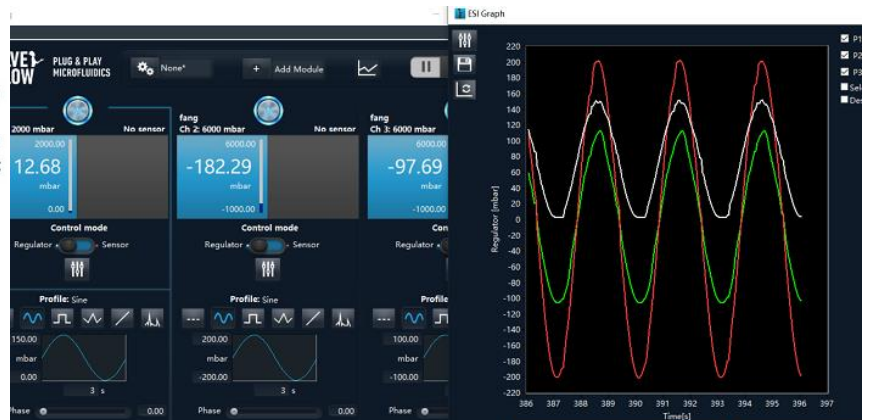 ESI Graph
VE
OW
PLUG & PLAY
MICROFLUIDICS
None*
+ Add Module
2000 mbar
No sensor
2000.00
12.68
mbar
0.00
Control mode
Regulator
Sensor
Profile: Sine
150.00
mbar
0.00
3 s
Phase
0.00
fang
Ch 2: 6000 mbar
No sensor
6000.00
-182.29
mbar
-1000.00
Control mode
Regulator
Sensor
Profile: Sine
200.00
mbar
-200.00
3 s
Phase
0.00
fang
Ch 3: 6000 mbar
6000.00
-97.69
mbar
-1000.00
Con
Regulator
Profile
100.00
mbar
-100.00
Phase
P1
P2
P3
Sel
Des
Regulator [mbar]
220
200
180
160
140
120
100
80
60
40
20
0
-20
-40
-60
-80
-100
-120
-140
-160
-180
-200
-220
386 387 388 389 390 391 392 393 394 395 396 397
Time[s]